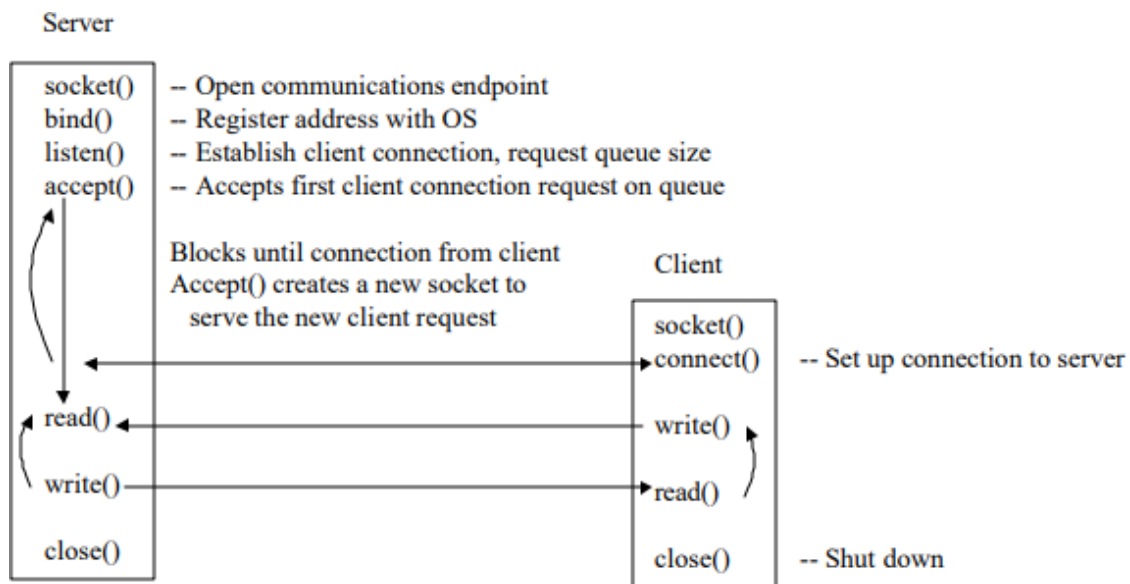 Server
socket() -- Open communications endpoint
bind() -- Register address with OS
listen() -- Establish client connection, request queue size
accept() -- Accepts first client connection request on queue
Blocks until connection from client
Accept() creates a new socket to
serve the new client request
Client
socket()
connect() -- Set up connection to server
read()
write()
write()
read()
close()
close() -- Shut down